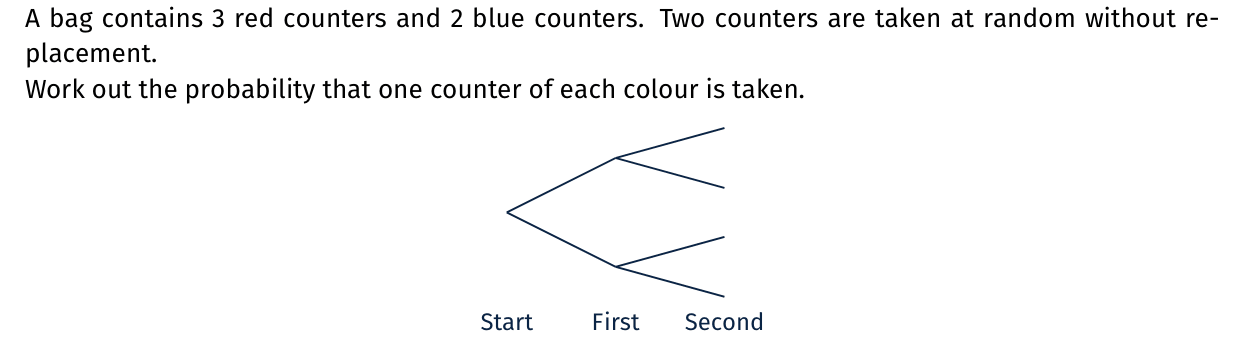 A bag contains 3 red counters and 2 blue counters. Two counters are taken at random without re-
placement.
Work out the probability that one counter of each colour is taken.
Start First Second